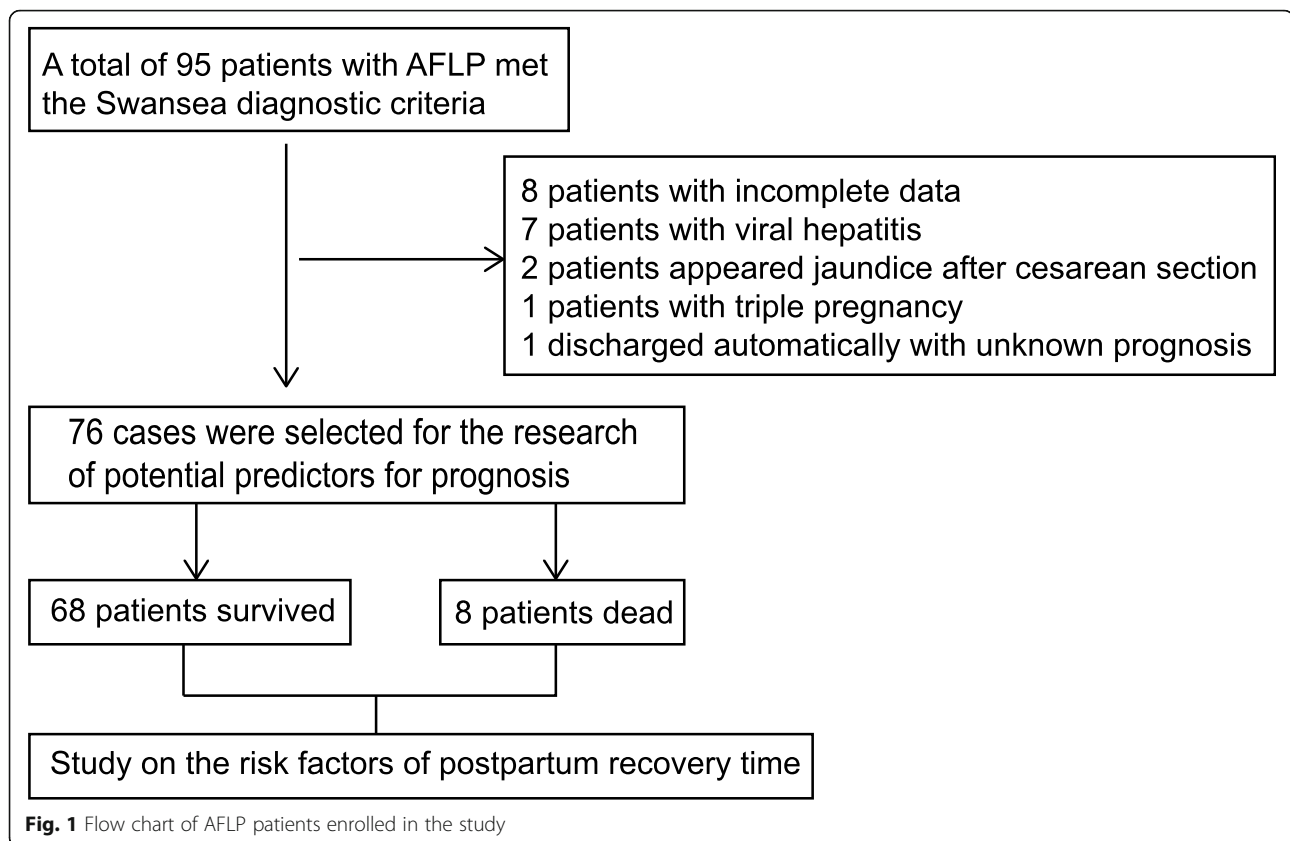 A total of 95 patients with AFLP met
the Swansea diagnostic criteria
8 patients with incomplete data
7 patients with viral hepatitis
2 patients appeared jaundice after cesarean section
1 patients with triple pregnancy
1 discharged automatically with unknown prognosis
76 cases were selected for the research
of potential predictors for prognosis
68 patients survived
8 patients dead
Study on the risk factors of postpartum recovery time
Fig. 1 Flow chart of AFLP patients enrolled in the study